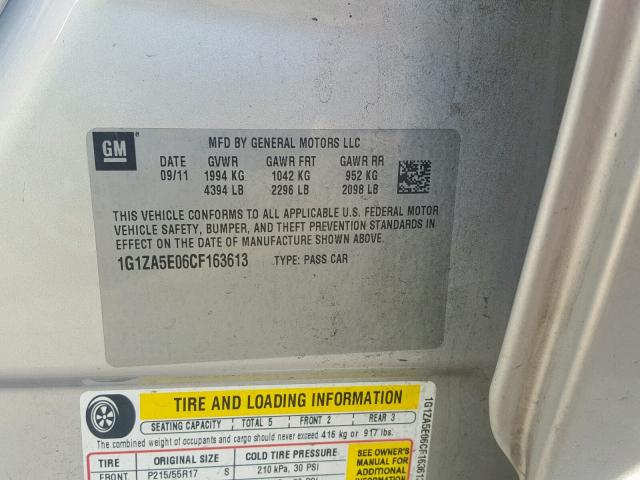 GM
MFD BY GENERAL MOTORS LLC
DATE GVWR GAWR FRT GAWR RR
09/11 1994 KG 1042 KG 952 KG
4394 LB 2296 LB 2098 LB
THIS VEHICLE CONFORMS TO ALL APPLICABLE U.S. FEDERAL MOTOR
VEHICLE SAFETY, BUMPER, AND THEFT PREVENTION STANDARDS IN
EFFECT ON THE DATE OF MANUFACTURE SHOWN ABOVE.
1G1ZA5E06CF163613 TYPE: PASS CAR
TIRE AND LOADING INFORMATION
SEATING CAPACITY TOTAL 5 FRONT 2 REAR 3
The combined weight of occupants and cargo should never exceed 416 kg or 917 lbs.
TIRE ORIGINAL SIZE COLD TIRE PRESSURE
FRONT P215/55R17 S 210 kPa, 30 PSI
SEE OWNER'S
MANUAL FOR
ADDITIONAL
INFORMATION
1G1ZA5E06CF163613